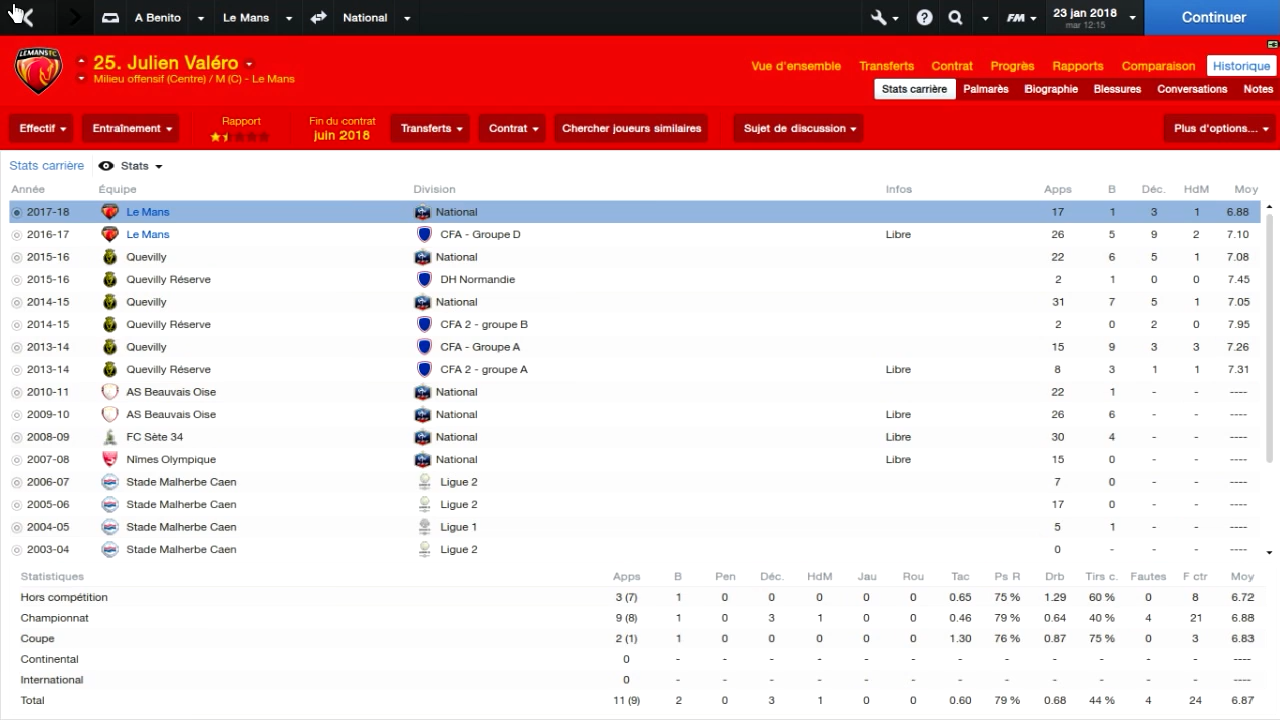 A Benito Le Mans National FM 23 jan 2018 mar 12:15 Continuer
LE MANS FC
25. Julien Valéro
Milieu offensif (Centre) / M (C) - Le Mans
Vue d'ensemble Transferts Contrat Progrès Rapports Comparaison Historique
Stats carrière Palmarès Biographie Blessures Conversations Notes
Effectif Entraînement Rapport Fin du contrat juin 2018 Transferts Contrat Chercher joueurs similaires Sujet de discussion Plus d'options...
Stats carrière Stats
Année Équipe Division Infos Apps B Déc. HdM Moy
2017-18 Le Mans National 17 1 3 1 6.88
2016-17 Le Mans CFA - Groupe D Libre 26 5 9 2 7.10
2015-16 Quevilly National 22 6 5 1 7.08
2015-16 Quevilly Réserve DH Normandie 2 1 0 0 7.45
2014-15 Quevilly National 31 7 5 1 7.05
2014-15 Quevilly Réserve CFA 2 - groupe B 2 0 2 0 7.95
2013-14 Quevilly CFA - Groupe A 15 9 3 3 7.26
2013-14 Quevilly Réserve CFA 2 - groupe A Libre 8 3 1 1 7.31
2010-11 AS Beauvais Oise National 22 1 - - ----
2009-10 AS Beauvais Oise National Libre 26 6 - - ----
2008-09 FC Sète 34 National Libre 30 4 - - ----
2007-08 Nîmes Olympique National Libre 15 0 - - ----
2006-07 Stade Malherbe Caen Ligue 2 7 0 - - ----
2005-06 Stade Malherbe Caen Ligue 2 17 0 - - ----
2004-05 Stade Malherbe Caen Ligue 1 5 1 - - ----
2003-04 Stade Malherbe Caen Ligue 2 0 - - - ----
Statistiques Apps B Pen Déc. HdM Jau Rou Tac Ps R Drb Tirs c. Fautes F ctr Moy
Hors compétition 3 (7) 1 0 0 0 0 0 0.65 75 % 1.29 60 % 0 8 6.72
Championnat 9 (8) 1 0 3 1 0 0 0.46 79 % 0.64 40 % 4 21 6.88
Coupe 2 (1) 1 0 0 0 0 0 1.30 76 % 0.87 75 % 0 3 6.83
Continental 0 - - - - - - - - - - - - ----
International 0 - - - - - - - - - - - - ----
Total 11 (9) 2 0 3 1 0 0 0.60 79 % 0.68 44 % 4 24 6.87